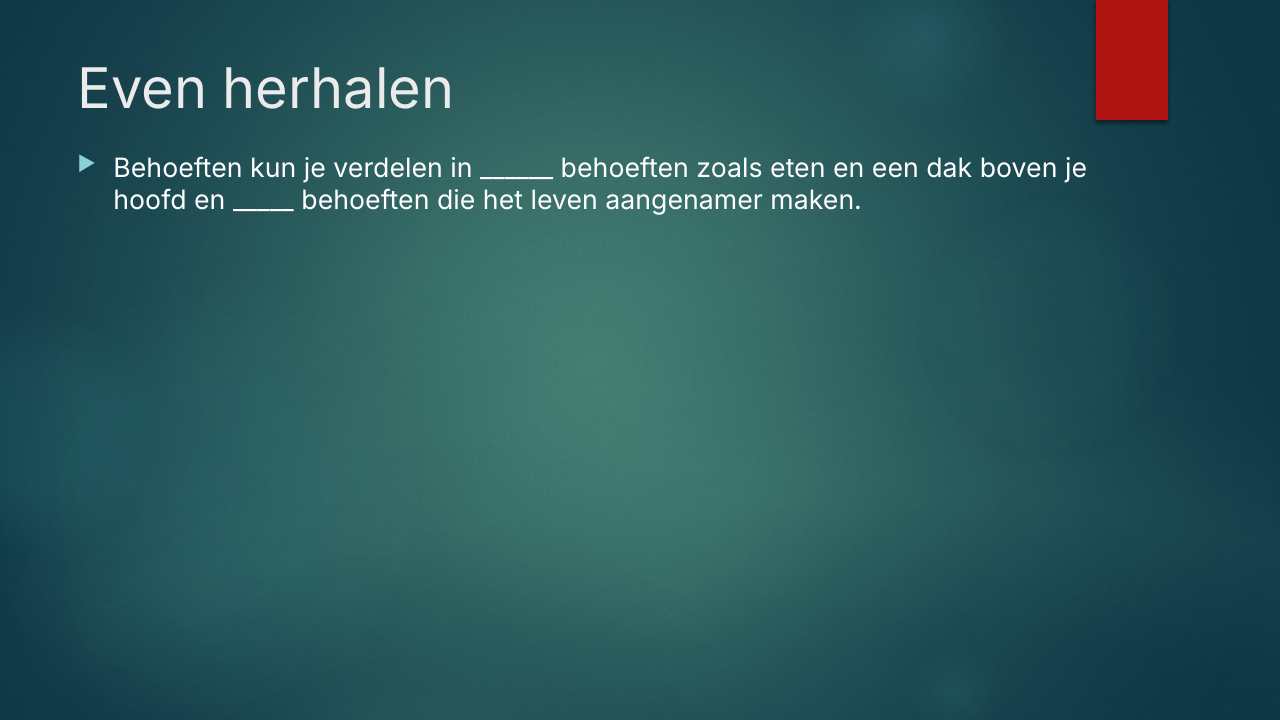 Even herhalen
Behoeften kun je verdelen in ______ behoeften zoals eten en een dak boven je
hoofd en _____ behoeften die het leven aangenamer maken.